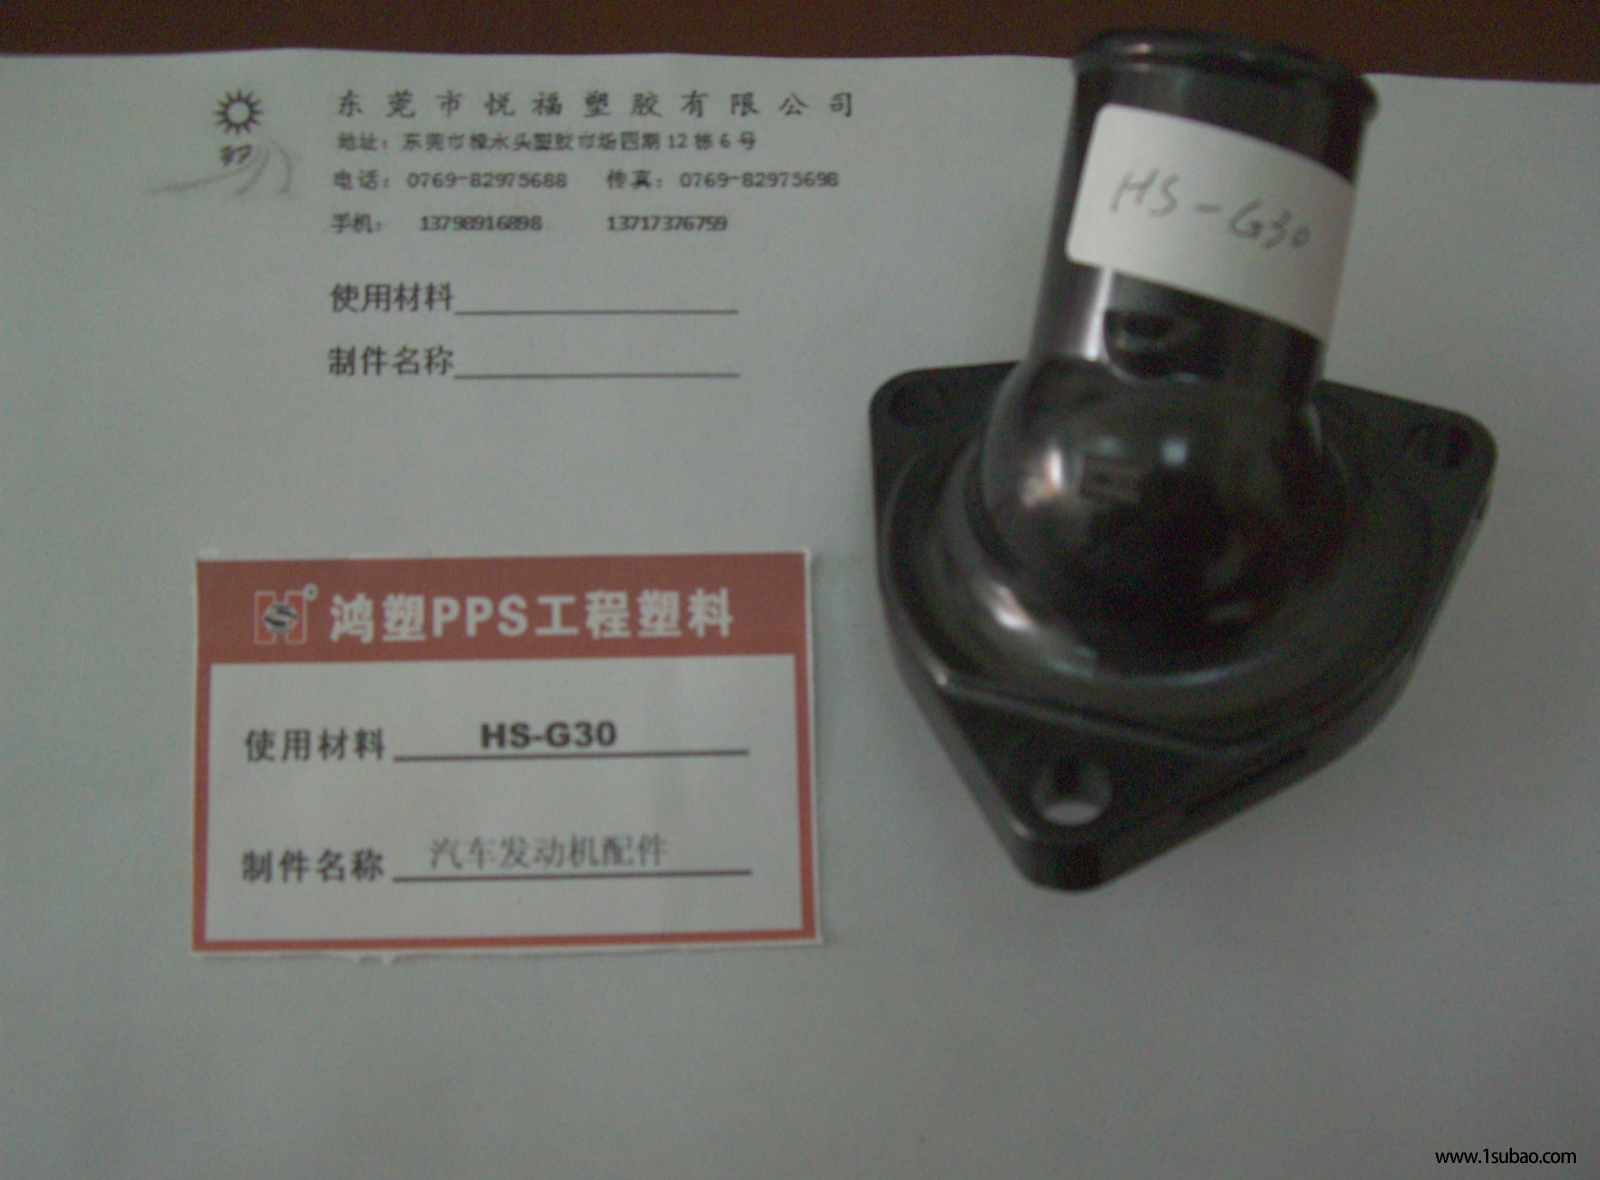 东莞市悦福塑胶有限公司
地址：东莞市樟木头塑胶市场四期12栋6号
电话：0769-82975688 传真：0769-82975698
手机： 13798916898 13717376759
使用材料
制件名称
HS-G30
鸿塑PPS工程塑料
使用材料 HS-G30
制件名称 汽车发动机配件
www.1subao.com